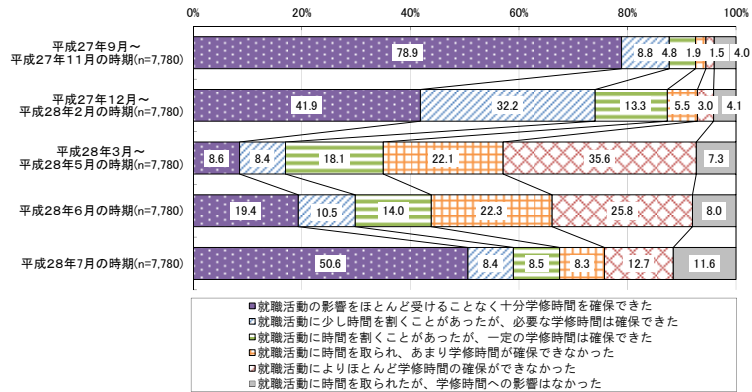 0% 20% 40% 60% 80% 100%
平成27年9月～
平成27年11月の時期(n=7,780)
78.9 8.8 4.8 1.9 1.5 4.0
平成27年12月～
平成28年2月の時期(n=7,780)
41.9 32.2 13.3 5.5 3.0 4.1
平成28年3月～
平成28年5月の時期(n=7,780)
8.6 8.4 18.1 22.1 35.6 7.3
平成28年6月の時期(n=7,780)
19.4 10.5 14.0 22.3 25.8 8.0
平成28年7月の時期(n=7,780)
50.6 8.4 8.5 8.3 12.7 11.6
就職活動の影響をほとんど受けることなく十分学修時間を確保できた
就職活動に少し時間を割くことがあったが、必要な学修時間は確保できた
就職活動に時間を割くことがあったが、一定の学修時間は確保できた
就職活動に時間を取られ、あまり学修時間が確保できなかった
就職活動によりほとんど学修時間の確保ができなかった
就職活動に時間を取られたが、学修時間への影響はなかった